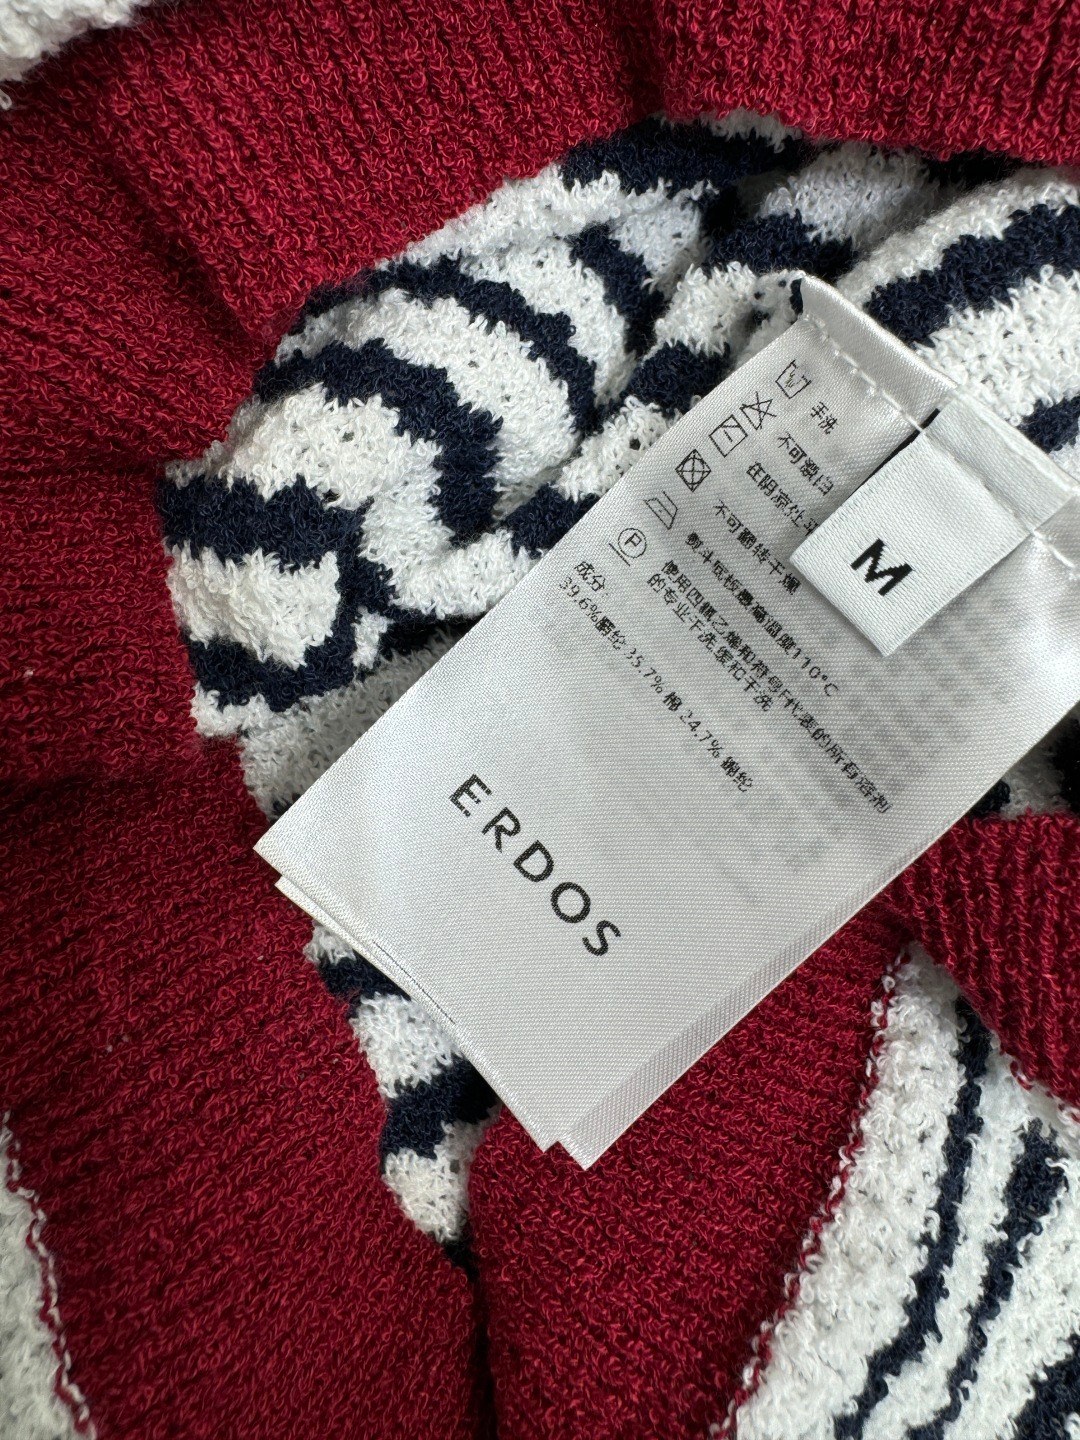 手洗
不可漂白
在阴凉处平
不可翻转干燥
熨斗底板最高温度110°C
使用四氯乙烯和符号F代表的所有溶剂
的专业干洗缓和干洗
成分:
39.6%腈纶 35.7% 棉 24.7% 锦纶
ERDOS
M
P